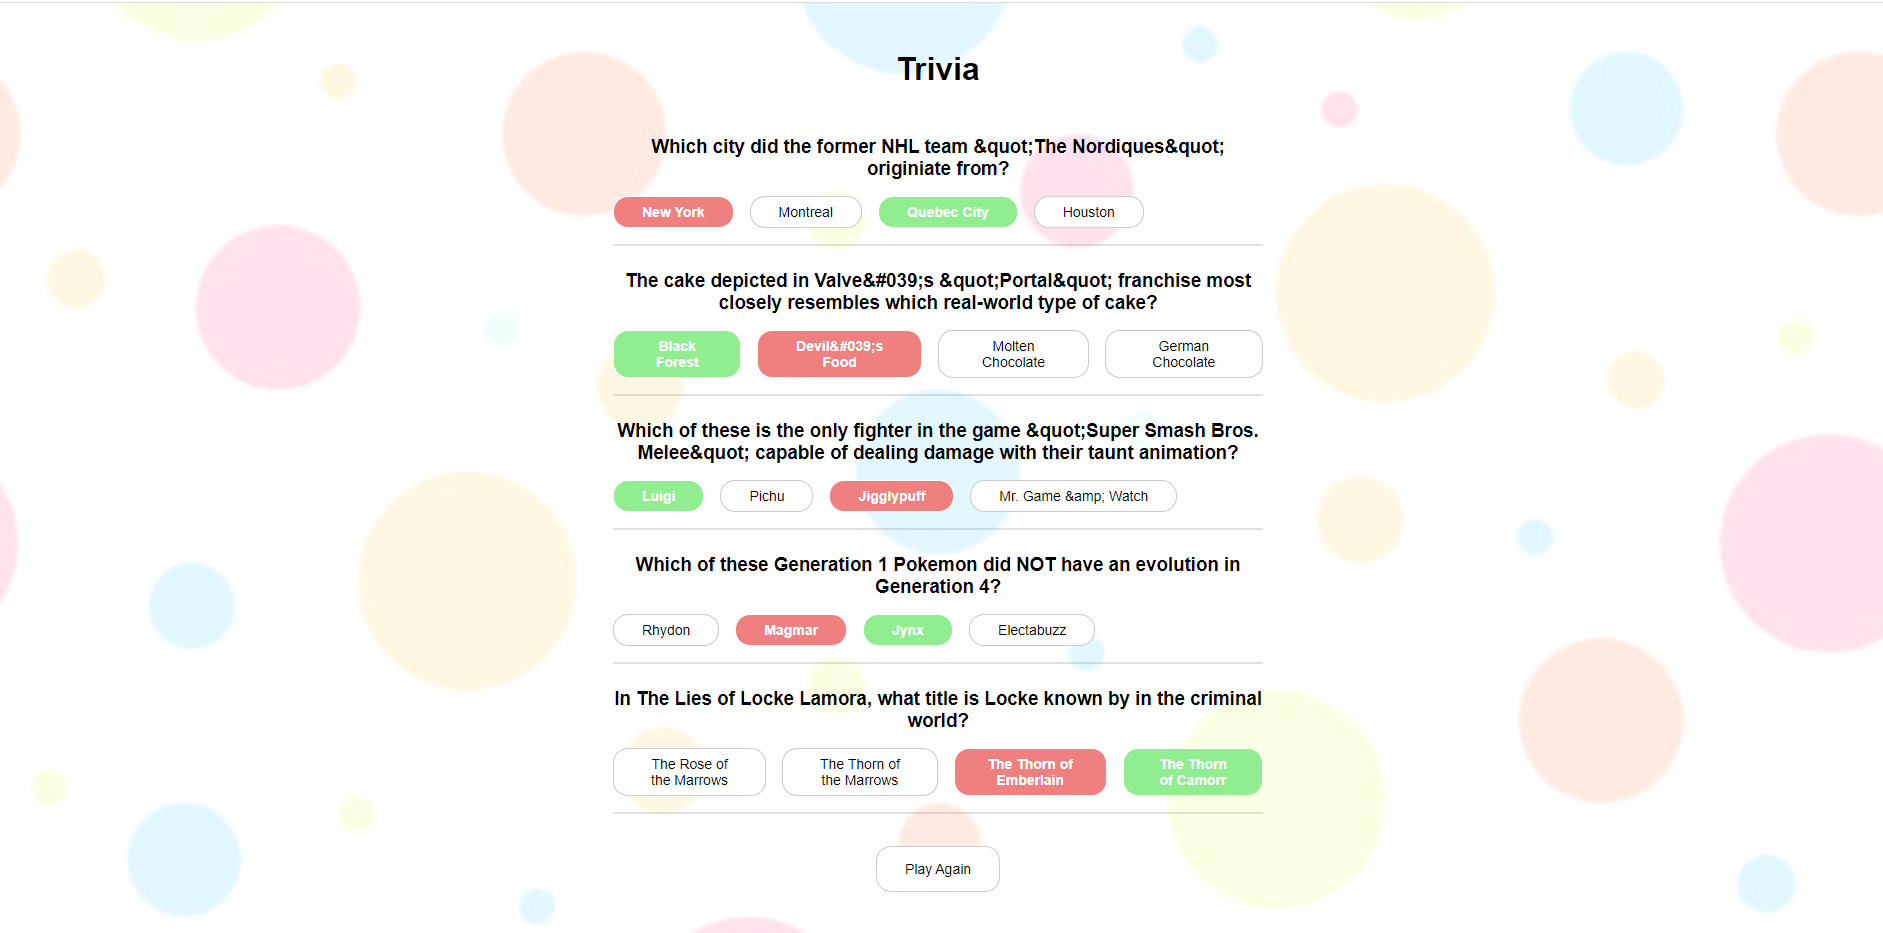 Trivia
Which city did the former NHL team &quot;The Nordiques&quot;
originiate from?
New York
Montreal
Quebec City
Houston
The cake depicted in Valve&#039;s &quot;Portal&quot; franchise most
closely resembles which real-world type of cake?
Black
Forest
Devil&#039;s
Food
Molten
Chocolate
German
Chocolate
Which of these is the only fighter in the game &quot;Super Smash Bros.
Melee&quot; capable of dealing damage with their taunt animation?
Luigi
Pichu
Jigglypuff
Mr. Game &amp; Watch
Which of these Generation 1 Pokemon did NOT have an evolution in
Generation 4?
Rhydon
Magmar
Jynx
Electabuzz
In The Lies of Locke Lamora, what title is Locke known by in the criminal
world?
The Rose of
the Marrows
The Thorn of
the Marrows
The Thorn of
Emberlain
The Thorn
of Camorr
Play Again